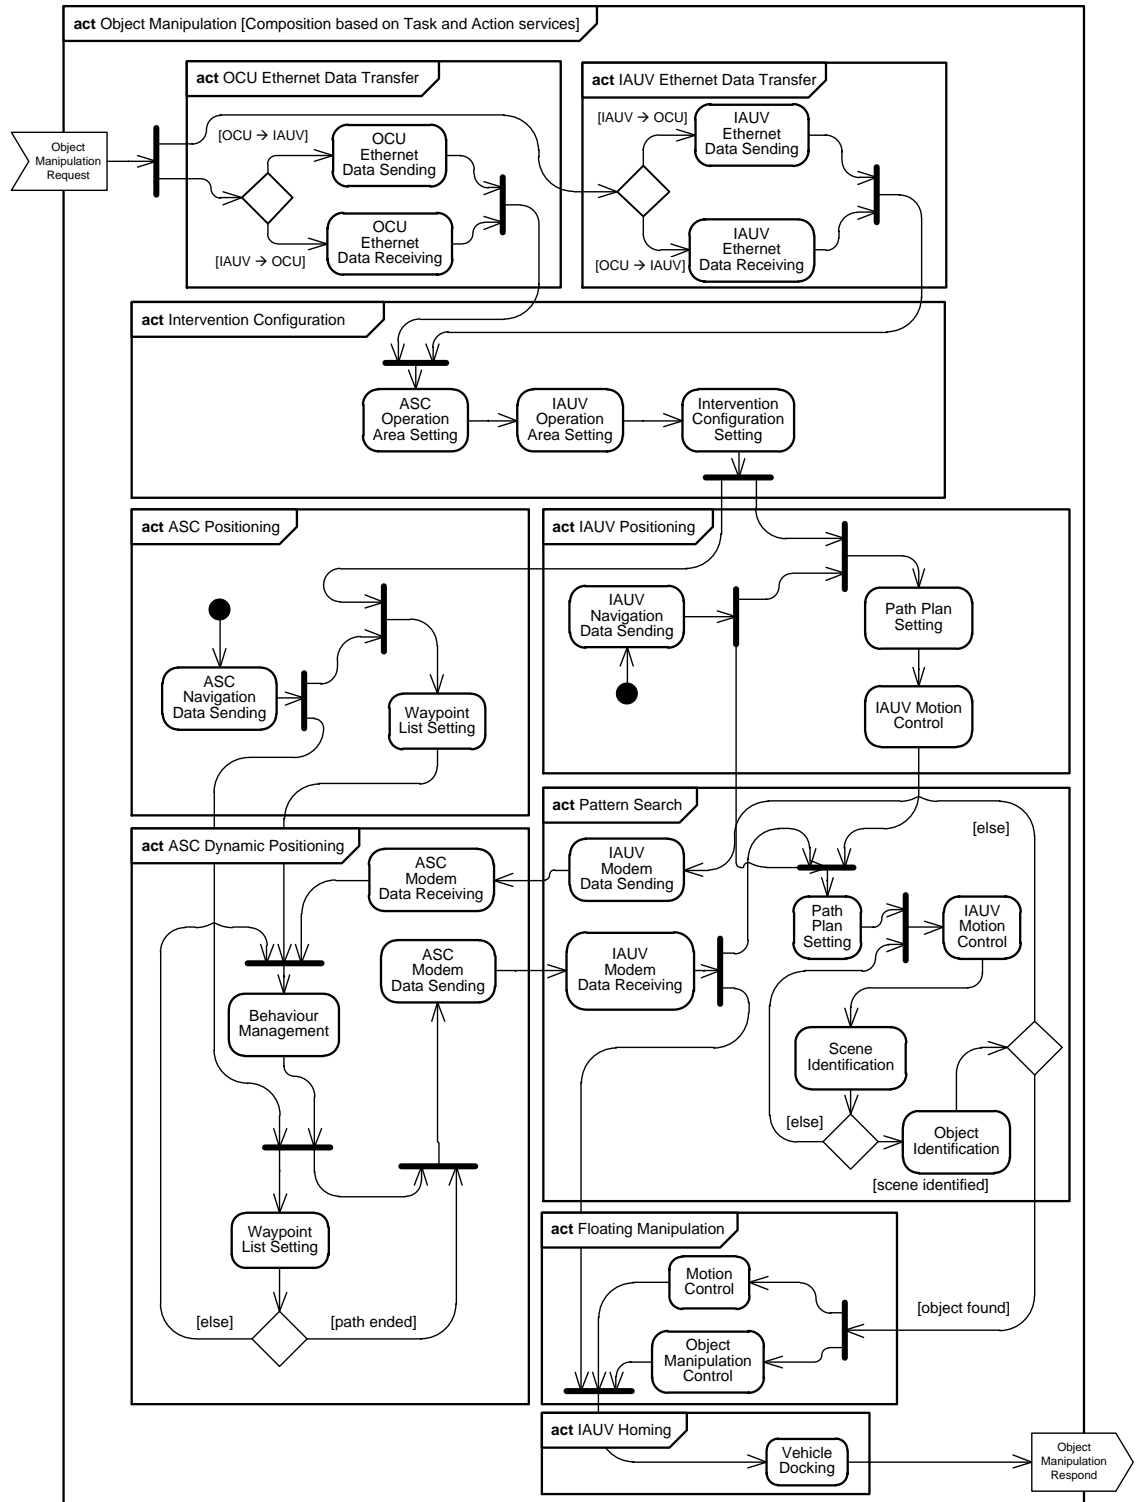 act Object Manipulation [Composition based on Task and Action services]
act OCU Ethernet Data Transfer
act IAUV Ethernet Data Transfer
Object
Manipulation
Request
[OCU → IAUV]
OCU
Ethernet
Data Sending
OCU
Ethernet
Data Receiving
[IAUV → OCU]
[IAUV → OCU]
IAUV
Ethernet
Data Sending
IAUV
Ethernet
Data Receiving
[OCU → IAUV]
act Intervention Configuration
ASC
Operation
Area Setting
IAUV
Operation
Area Setting
Intervention
Configuration
Setting
act ASC Positioning
ASC
Navigation
Data Sending
Waypoint
List Setting
act IAUV Positioning
IAUV
Navigation
Data Sending
Path Plan
Setting
IAUV Motion
Control
act Pattern Search
[else]
IAUV
Modem
Data Sending
Path
Plan
Setting
IAUV
Motion
Control
IAUV
Modem
Data Receiving
Scene
Identification
[else]
Object
Identification
[scene identified]
act ASC Dynamic Positioning
ASC
Modem
Data Receiving
ASC
Modem
Data Sending
Behaviour
Management
Waypoint
List Setting
[else]
[path ended]
act Floating Manipulation
Motion
Control
Object
Manipulation
Control
[object found]
act IAUV Homing
Vehicle
Docking
Object
Manipulation
Respond